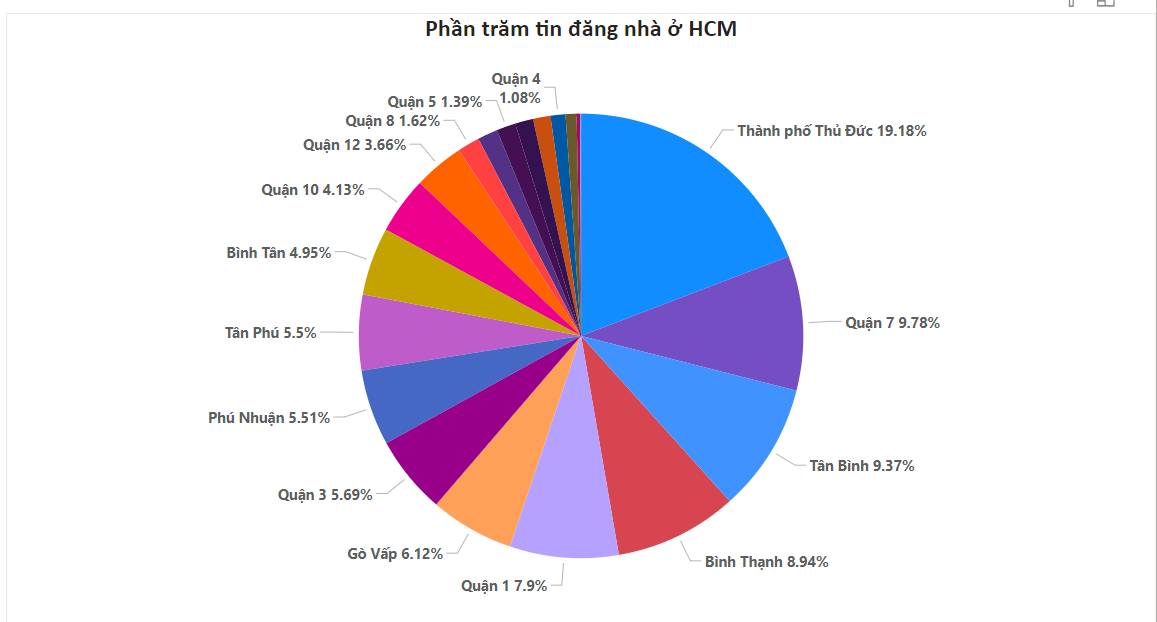 Phần trăm tin đăng nhà ở HCM
Quận 4
1.08%
Quận 5 1.39%
Quận 8 1.62%
Quận 12 3.66%
Quận 10 4.13%
Bình Tân 4.95%
Tân Phú 5.5%
Phú Nhuận 5.51%
Quận 3 5.69%
Gò Vấp 6.12%
Quận 1 7.9%
Thành phố Thủ Đức 19.18%
Quận 7 9.78%
Tân Bình 9.37%
Bình Thạnh 8.94%